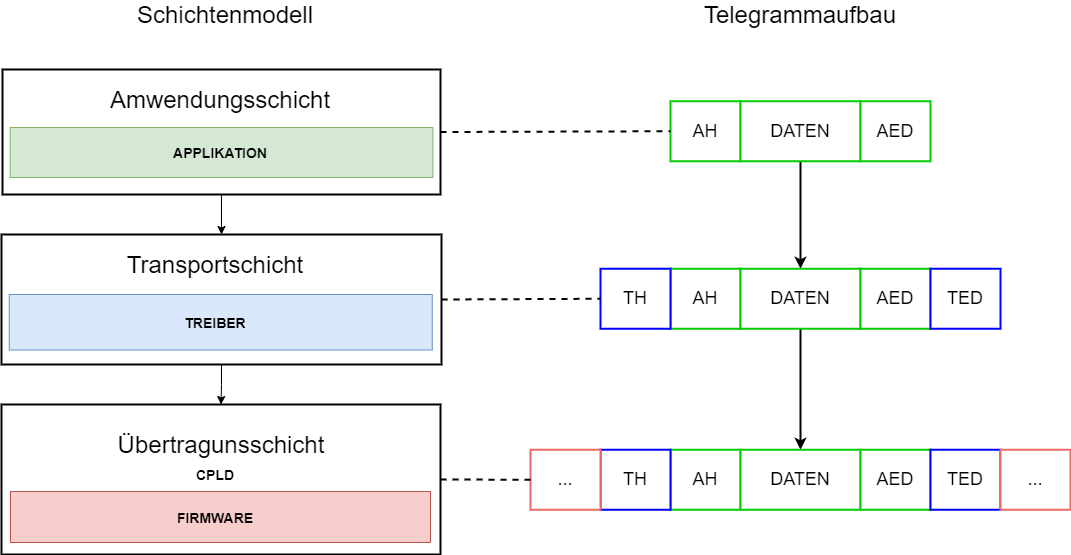 Schichtenmodell
Telegrammaufbau
Amwendungsschicht
APPLIKATION
AH DATEN AED
Transportschicht
TREIBER
TH AH DATEN AED TED
Übertragunsschicht
CPLD
FIRMWARE
... TH AH DATEN AED TED ...